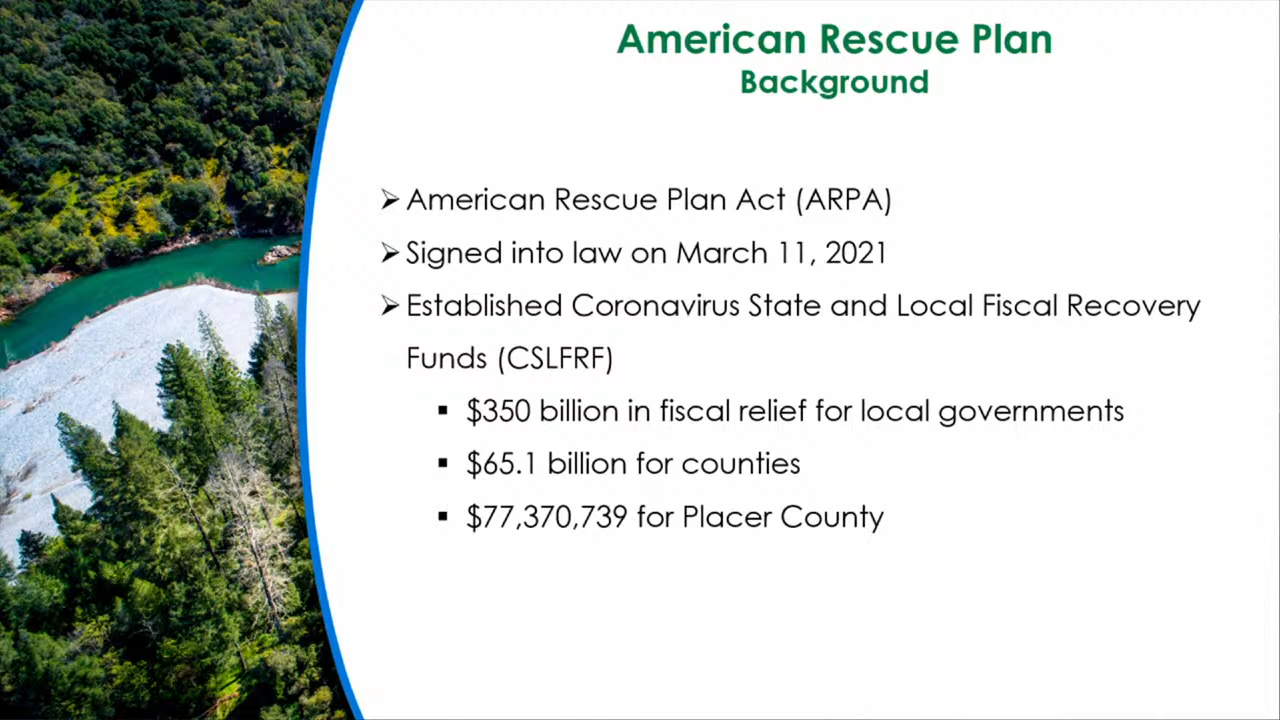 American Rescue Plan
Background
➢ American Rescue Plan Act (ARPA)
➢ Signed into law on March 11, 2021
➢ Established Coronavirus State and Local Fiscal Recovery
Funds (CSLFRF)
▪ $350 billion in fiscal relief for local governments
▪ $65.1 billion for counties
▪ $77,370,739 for Placer County